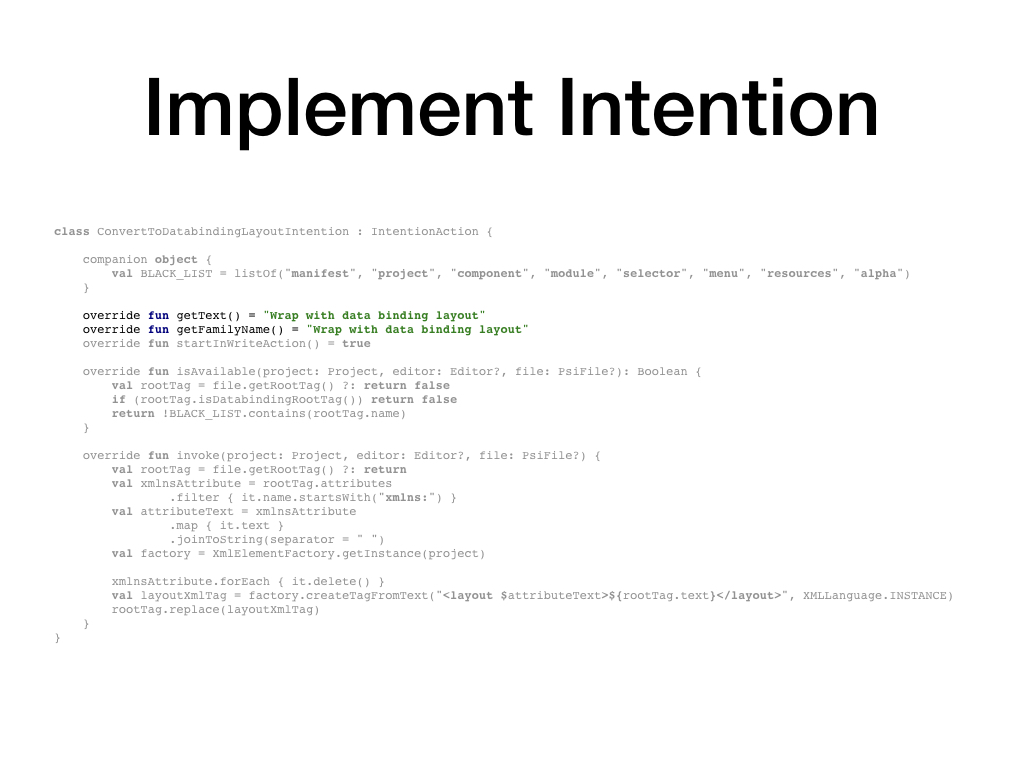 Implement Intention
class ConvertToDatabindingLayoutIntention : IntentionAction {
    companion object {
        val BLACK_LIST = listOf("manifest", "project", "component", "module", "selector", "menu", "resources", "alpha")
    }
    override fun getText() = "Wrap with data binding layout"
    override fun getFamilyName() = "Wrap with data binding layout"
    override fun startInWriteAction() = true
    override fun isAvailable(project: Project, editor: Editor?, file: PsiFile?): Boolean {
        val rootTag = file.getRootTag() ?: return false
        if (rootTag.isDatabindingRootTag()) return false
        return !BLACK_LIST.contains(rootTag.name)
    }
    override fun invoke(project: Project, editor: Editor?, file: PsiFile?) {
        val rootTag = file.getRootTag() ?: return
        val xmlnsAttribute = rootTag.attributes
                .filter { it.name.startsWith("xmlns:") }
        val attributeText = xmlnsAttribute
                .map { it.text }
                .joinToString(separator = " ")
        val factory = XmlElementFactory.getInstance(project)
        xmlnsAttribute.forEach { it.delete() }
        val layoutXmlTag = factory.createTagFromText("<layout $attributeText>${rootTag.text}</layout>", XMLLanguage.INSTANCE)
        rootTag.replace(layoutXmlTag)
    }
}